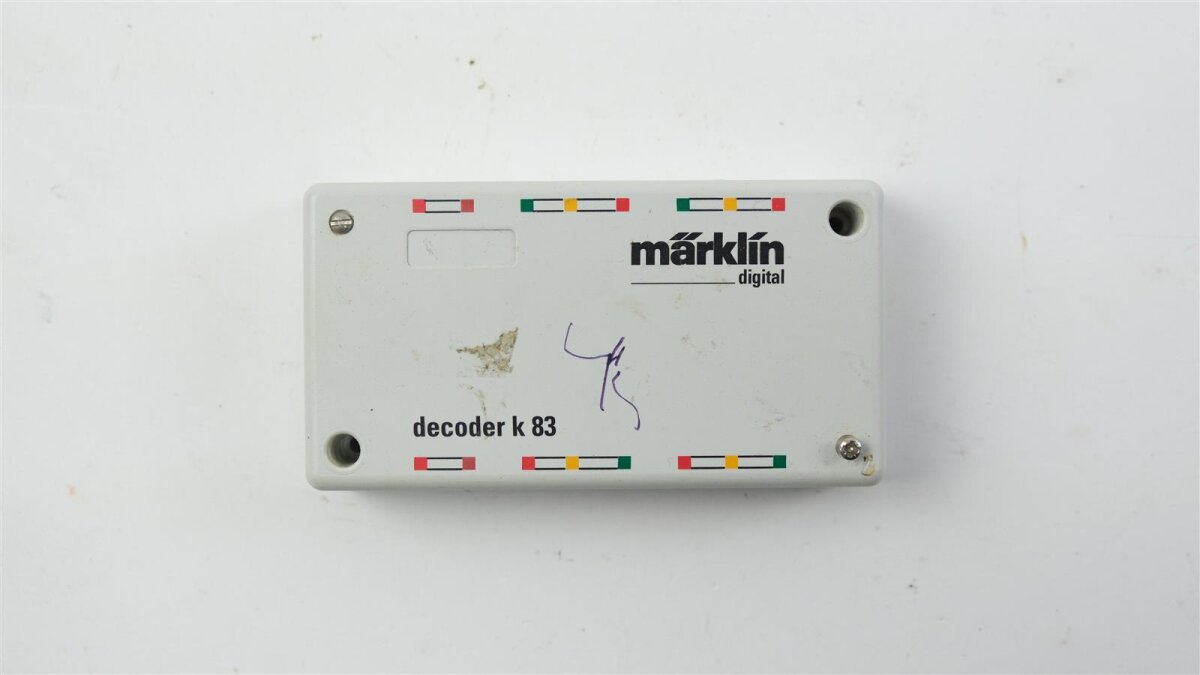 märklin
digital
decoder k 83